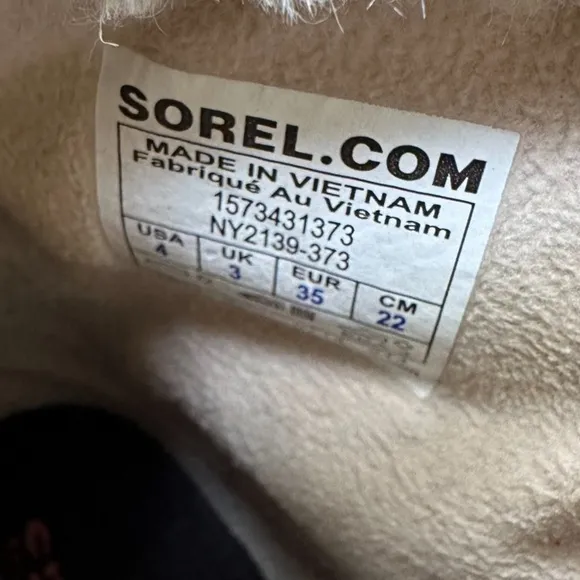 SOREL.COM
MADE IN VIETNAM
Fabriqué Au Vietnam
1573431373
NY2139-373
USA UK EUR CM
4 3 35 22